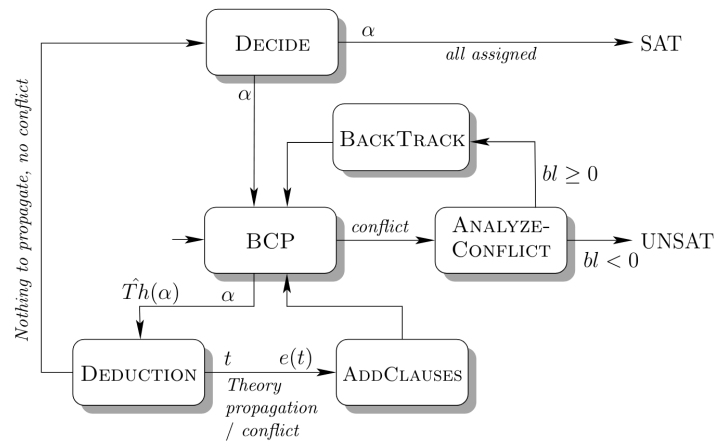 DECIDE
α
all assigned
SAT
α
Nothing to propagate, no conflict
BACKTRACK
bl ≥ 0
BCP
conflict
ANALYZE-
CONFLICT
UNSAT
bl < 0
T̂h(α)
α
DEDUCTION
t
e(t)
ADDCLAUSES
Theory
propagation
/ conflict